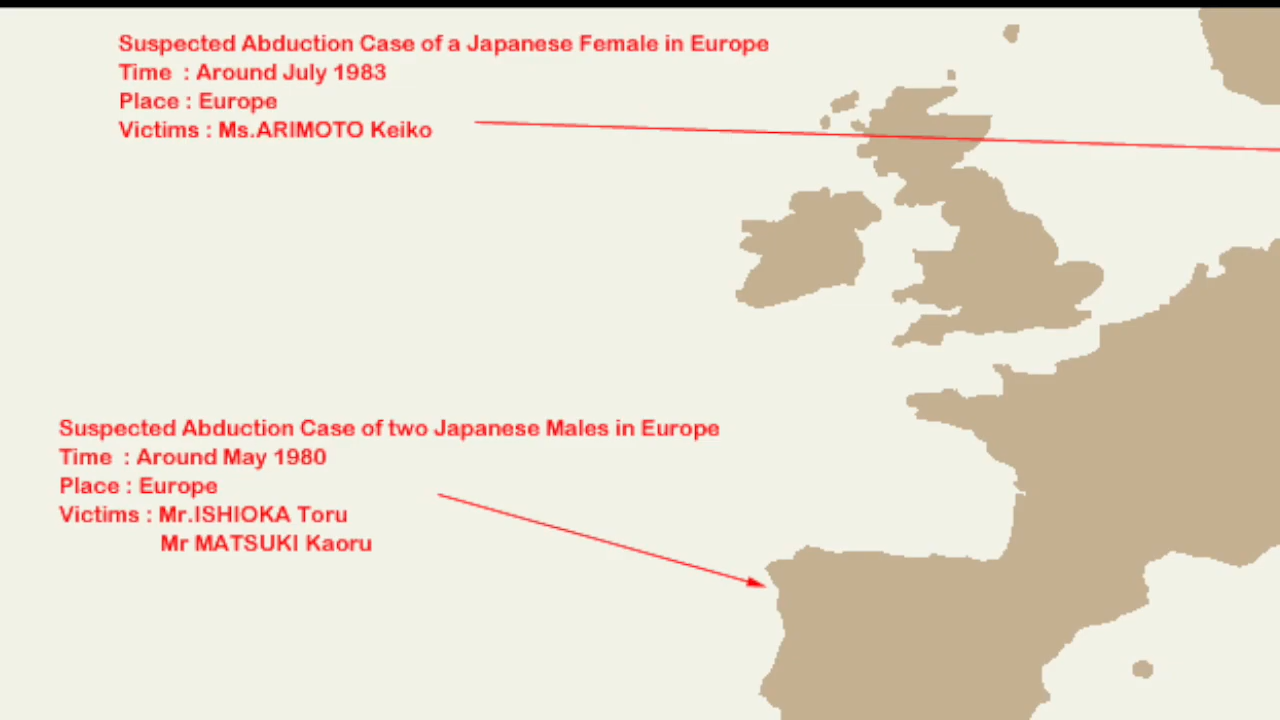 Suspected Abduction Case of a Japanese Female in Europe
Time : Around July 1983
Place : Europe
Victims : Ms.ARIMOTO Keiko
Suspected Abduction Case of two Japanese Males in Europe
Time : Around May 1980
Place : Europe
Victims : Mr.ISHIOKA Toru
Mr MATSUKI Kaoru